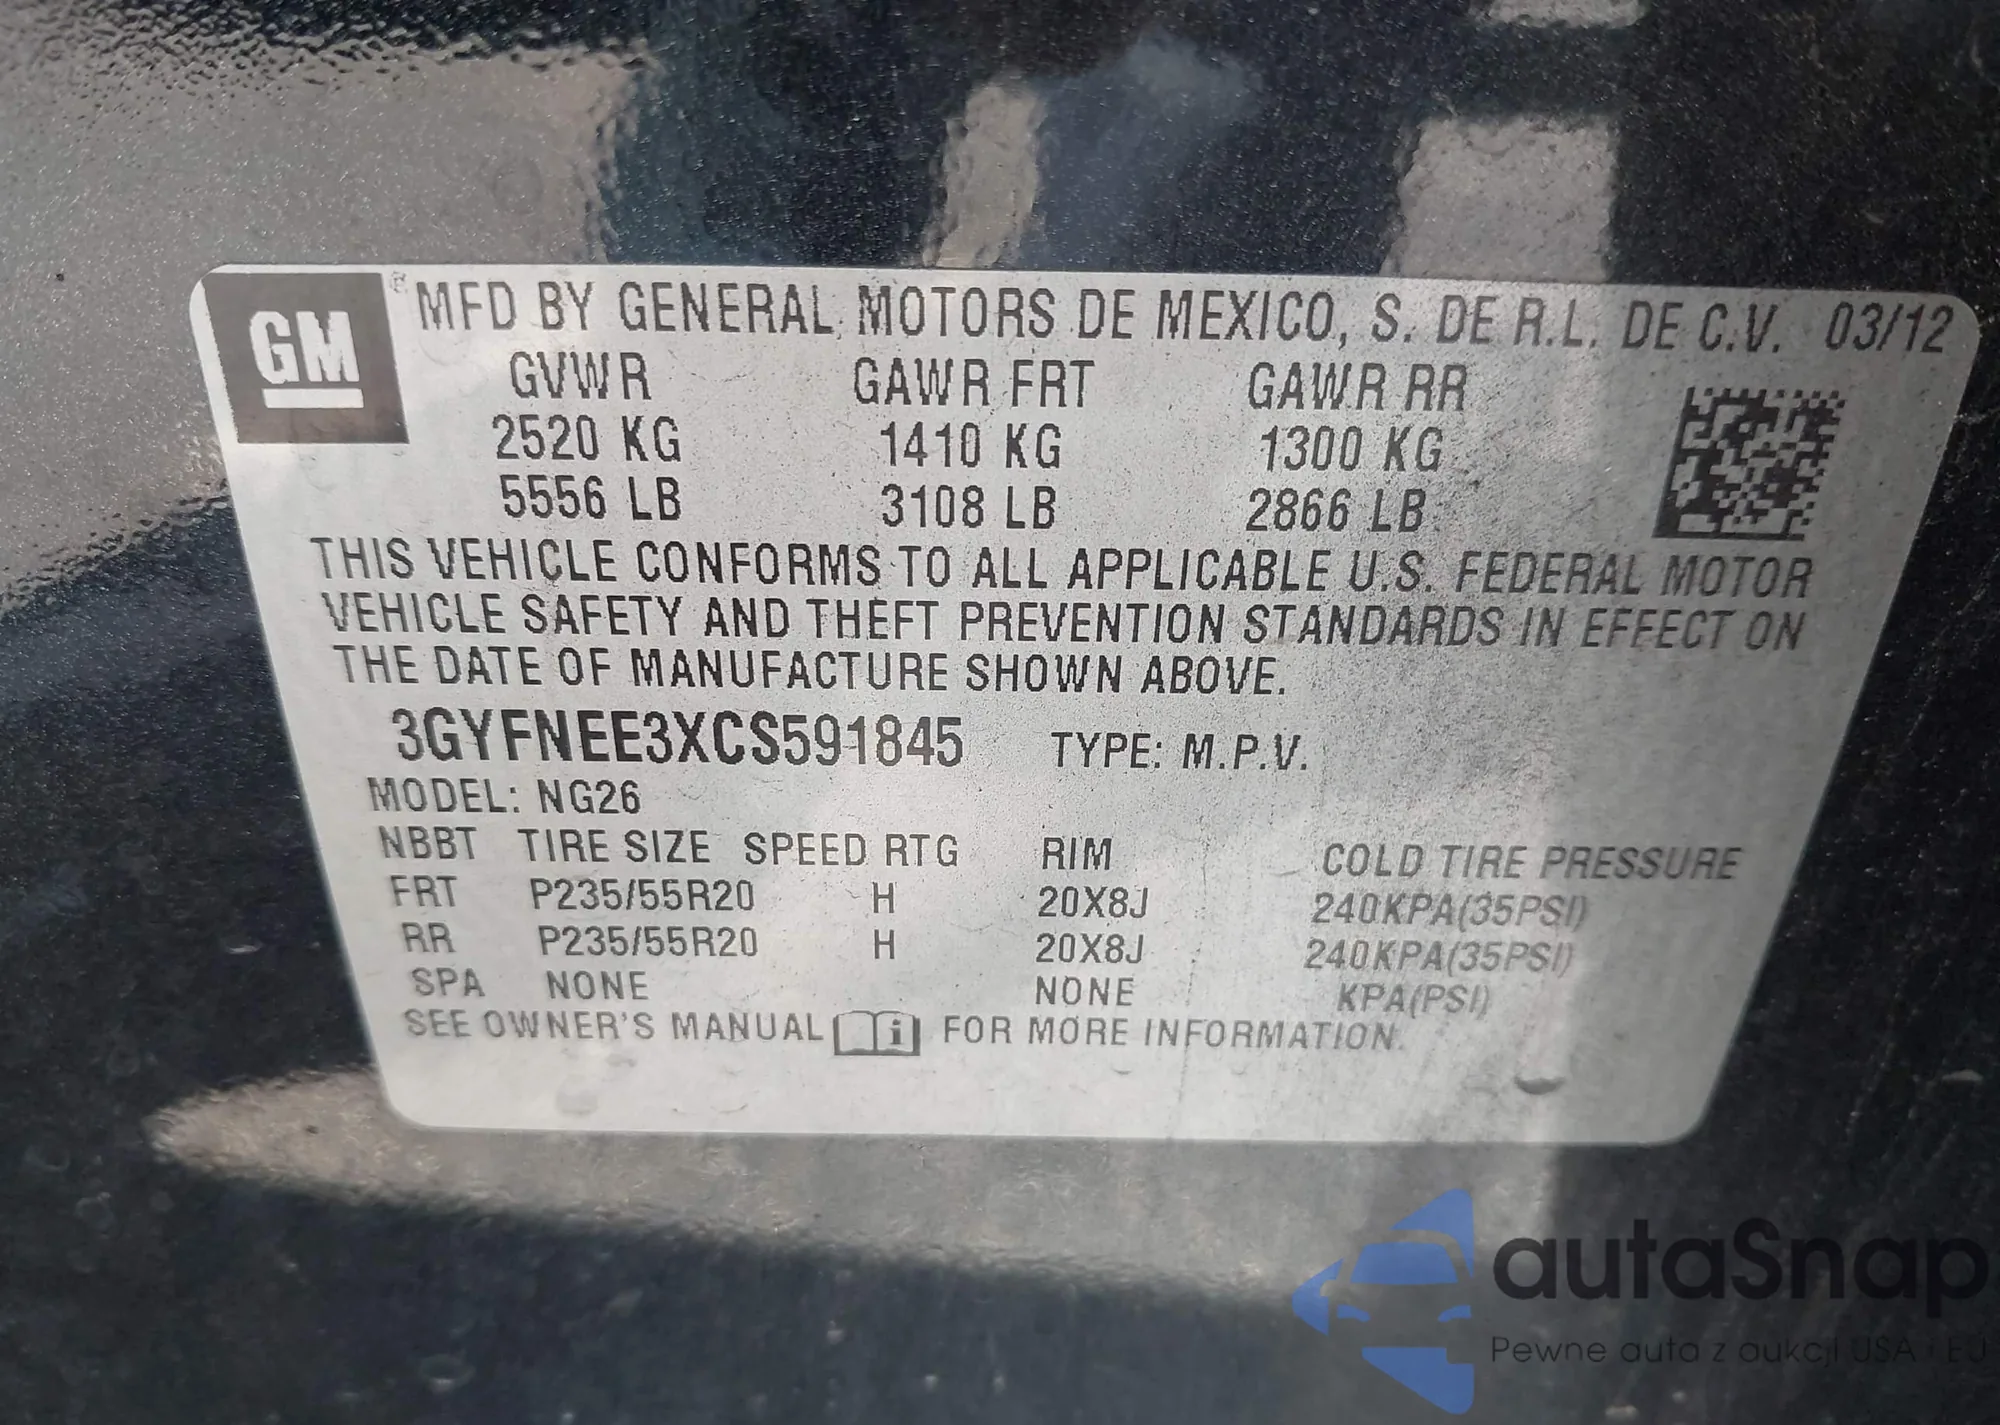 GM ® MFD BY GENERAL MOTORS DE MEXICO, S. DE R.L. DE C.V. 03/12
GVWR GAWR FRT GAWR RR
2520 KG 1410 KG 1300 KG
5556 LB 3108 LB 2866 LB
THIS VEHICLE CONFORMS TO ALL APPLICABLE U.S. FEDERAL MOTOR
VEHICLE SAFETY AND THEFT PREVENTION STANDARDS IN EFFECT ON
THE DATE OF MANUFACTURE SHOWN ABOVE.
3GYFNEE3XCS591845 TYPE: M.P.V.
MODEL: NG26
NBBT TIRE SIZE SPEED RTG RIM COLD TIRE PRESSURE
FRT P235/55R20 H 20X8J 240KPA(35PSI)
RR P235/55R20 H 20X8J 240KPA(35PSI)
SPA NONE NONE KPA(PSI)
SEE OWNER'S MANUAL i FOR MORE INFORMATION.
autaSnap
Pewne auta z aukcji USA i EU